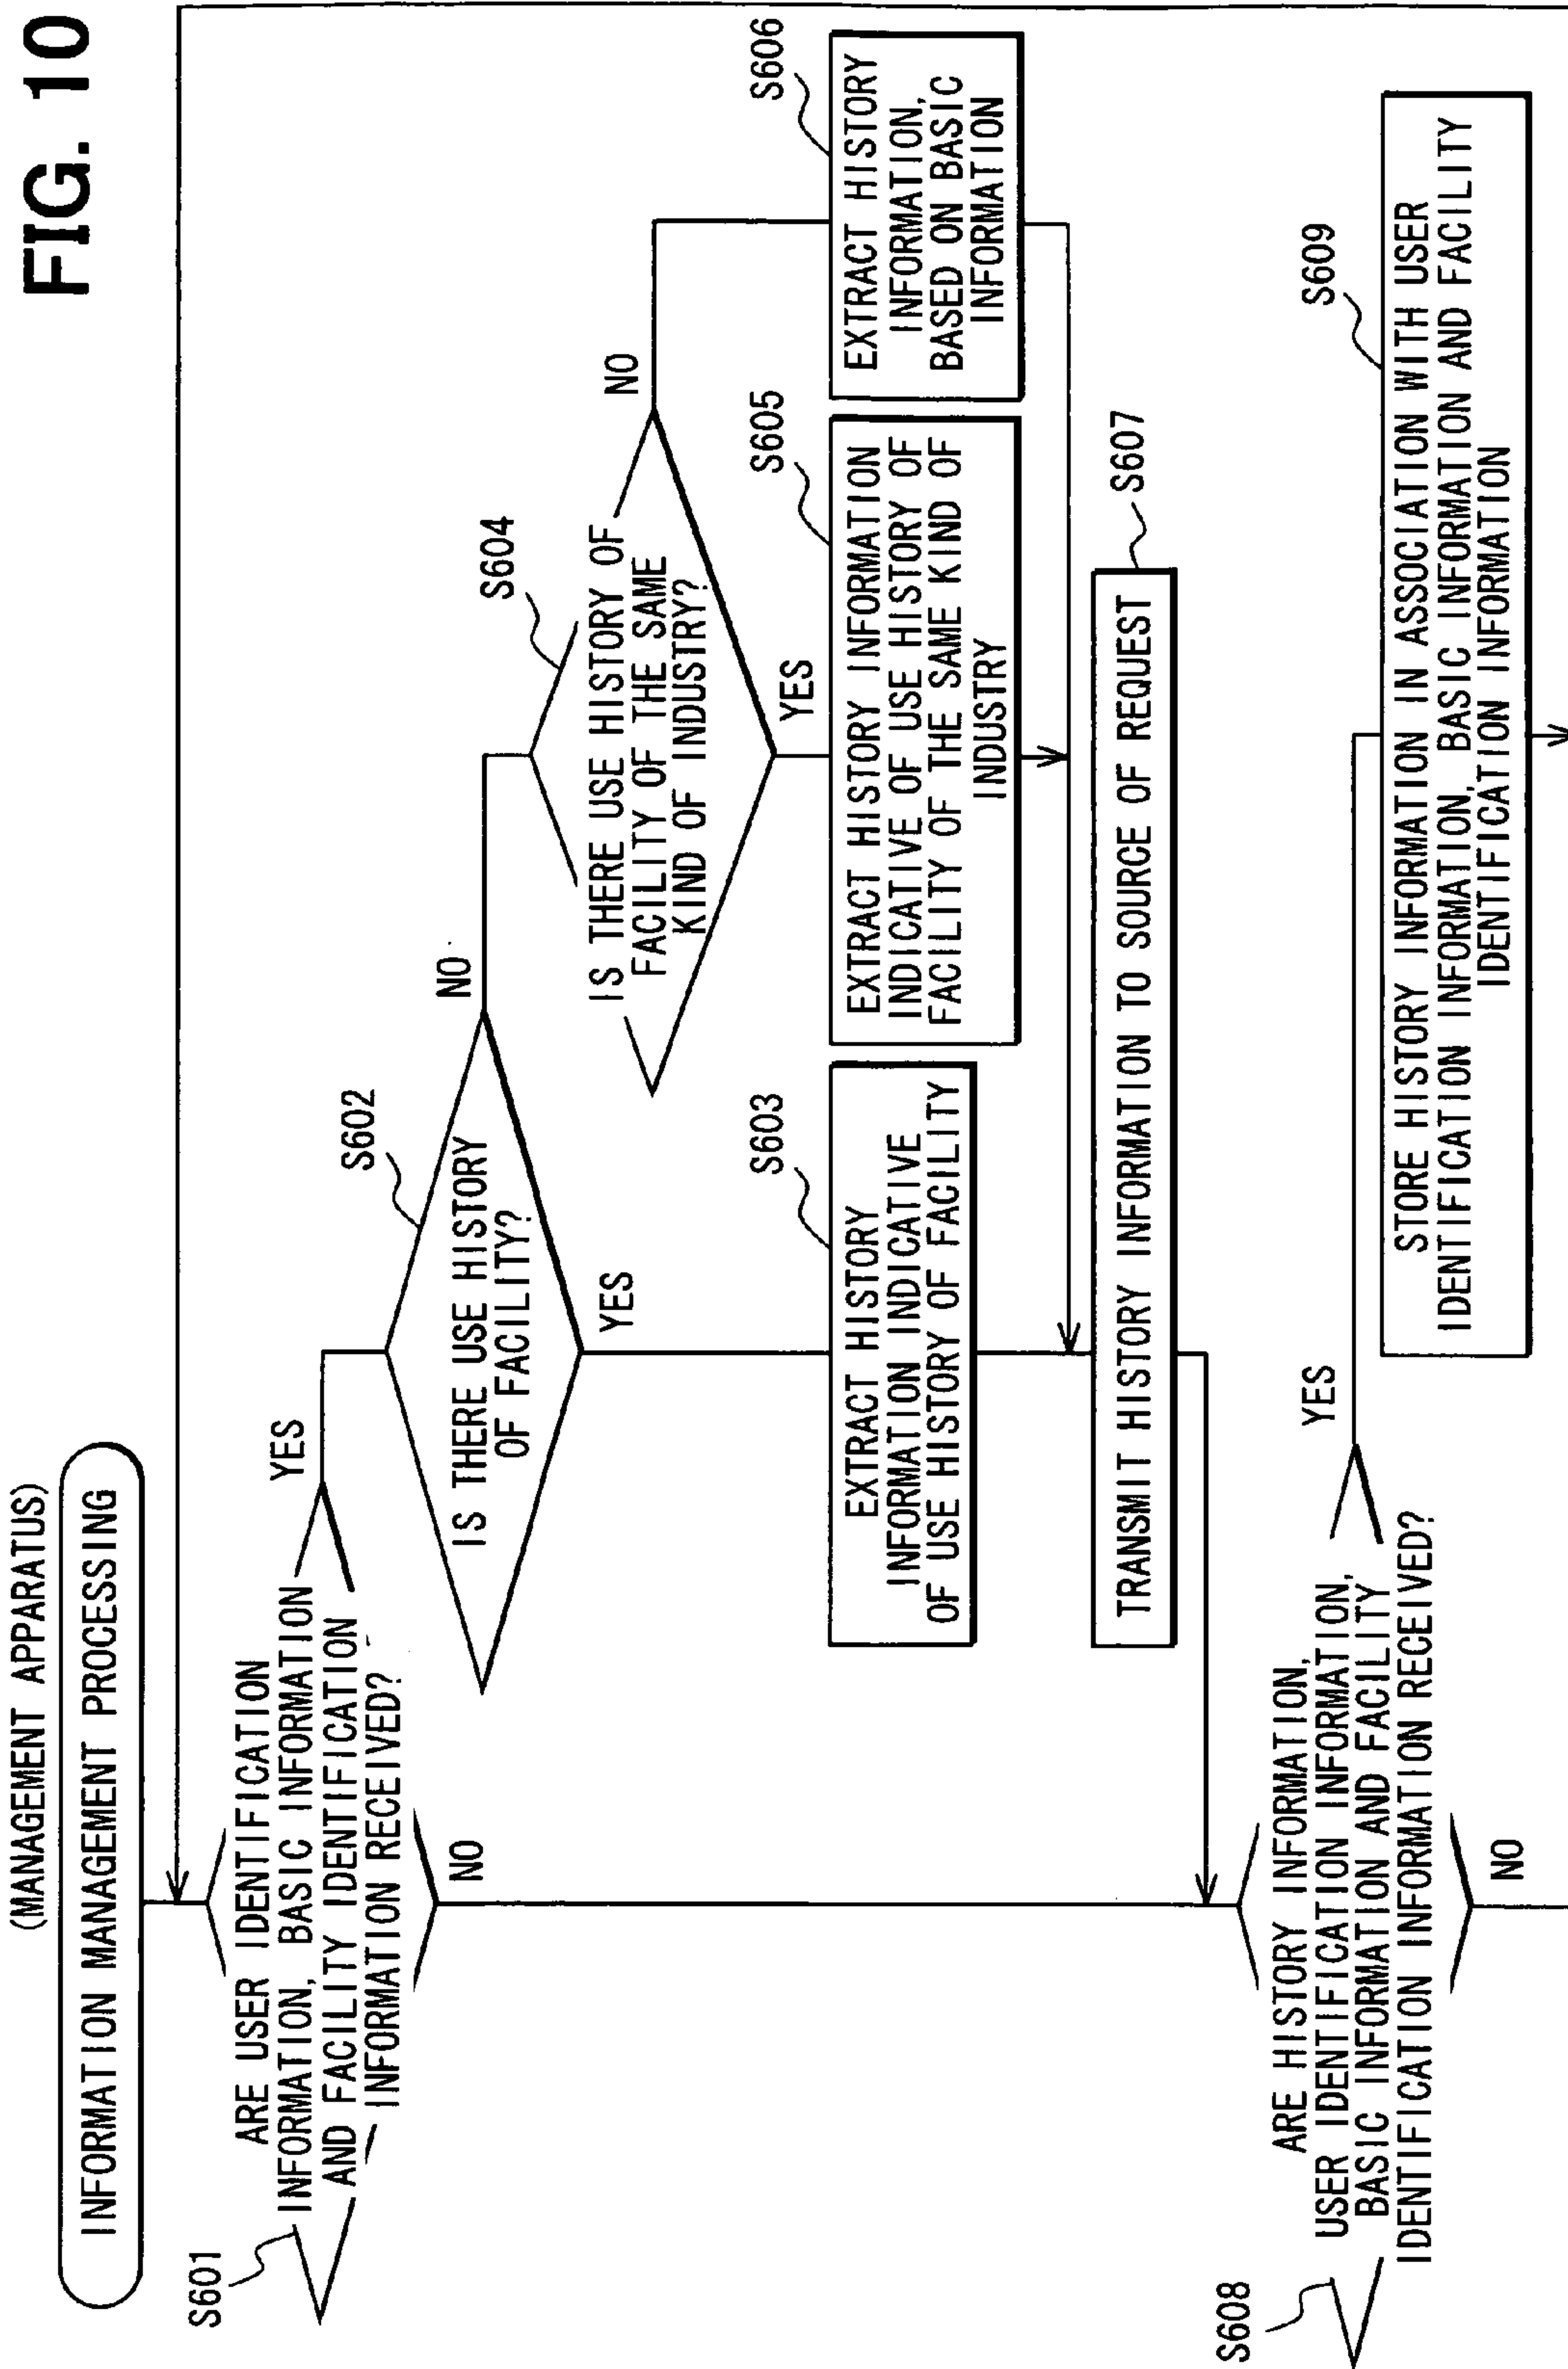 FIG. 10
(MANAGEMENT APPARATUS)
INFORMATION MANAGEMENT PROCESSING
S601
ARE USER IDENTIFICATION
INFORMATION, BASIC INFORMATION
AND FACILITY IDENTIFICATION
INFORMATION RECEIVED?
YES
NO
S602
IS THERE USE HISTORY
OF FACILITY?
NO
YES
S604
IS THERE USE HISTORY OF
FACILITY OF THE SAME
KIND OF INDUSTRY?
NO
YES
S603
EXTRACT HISTORY
INFORMATION INDICATIVE
OF USE HISTORY OF FACILITY
S605
EXTRACT HISTORY INFORMATION
INDICATIVE OF USE HISTORY OF
FACILITY OF THE SAME KIND OF
INDUSTRY
S606
EXTRACT HISTORY
INFORMATION,
BASED ON BASIC
INFORMATION
S607
TRANSMIT HISTORY INFORMATION TO SOURCE OF REQUEST
S608
ARE HISTORY INFORMATION,
USER IDENTIFICATION INFORMATION,
BASIC INFORMATION AND FACILITY
IDENTIFICATION INFORMATION RECEIVED?
YES
NO
S609
STORE HISTORY INFORMATION IN ASSOCIATION WITH USER
IDENTIFICATION INFORMATION, BASIC INFORMATION AND FACILITY
IDENTIFICATION INFORMATION